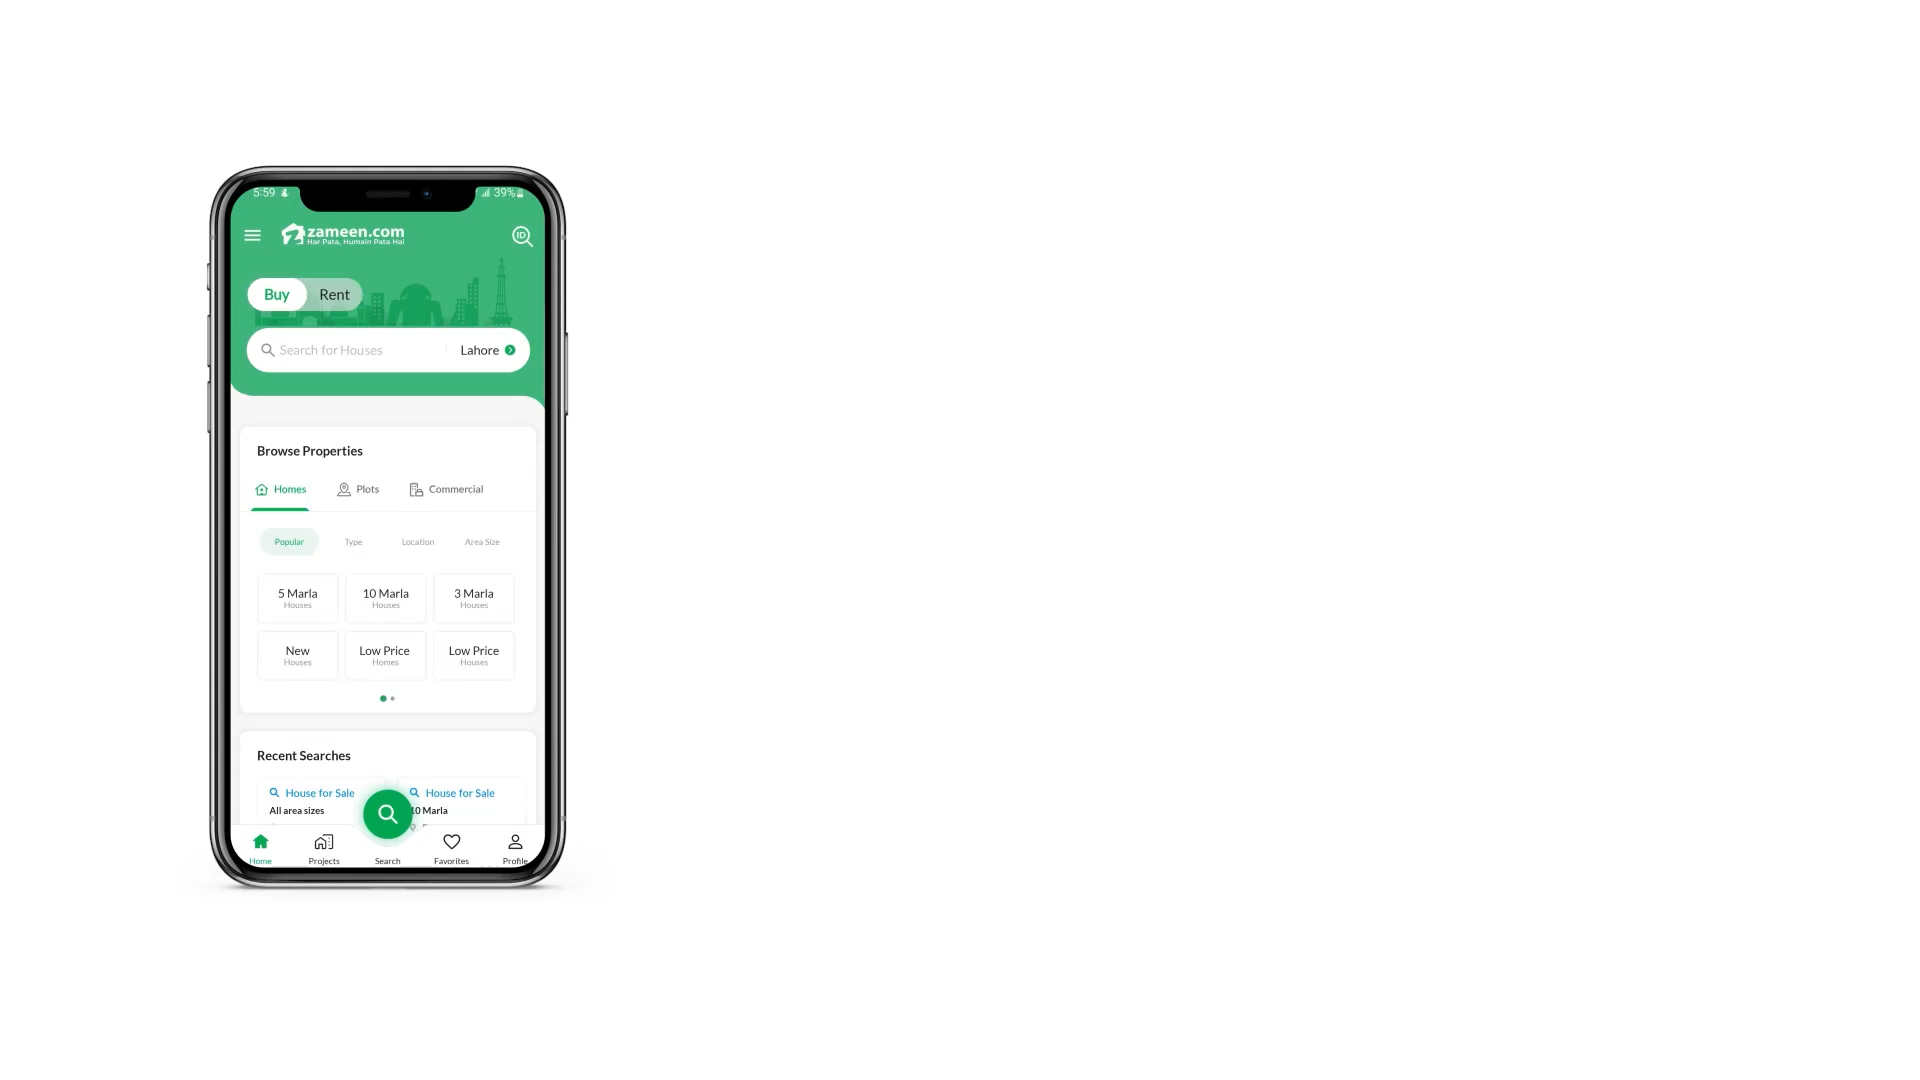 5:59
39%
zameen.com
Har Pata, Humain Pata Hai
ID
Buy Rent
Search for Houses Lahore
Browse Properties
Homes Plots Commercial
Popular Type Location Area Size
5 Marla 10 Marla 3 Marla
Houses Houses Houses
New Low Price Low Price
Houses Homes Houses
Recent Searches
House for Sale House for Sale
All area sizes 10 Marla
Home Projects Search Favorites Profile